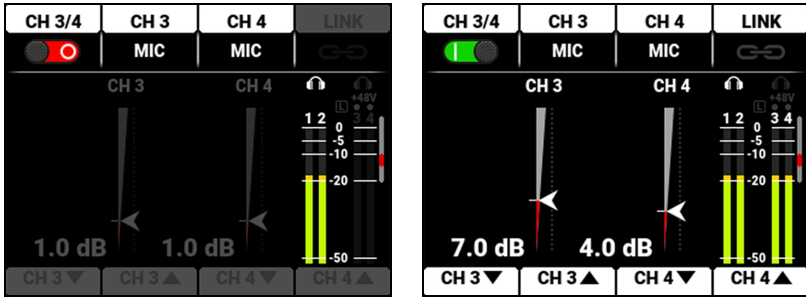 CH 3/4 CH 3 CH 4 LINK
MIC MIC
CH 3 CH 4
+48V
L
1 2 3 4
0
-5
-10
-20
1.0 dB 1.0 dB
-50
CH 3▼ CH 3▲ CH 4▼ CH 4▲
CH 3/4 CH 3 CH 4 LINK
MIC MIC
CH 3 CH 4
+48V
L
1 2 3 4
0
-5
-10
-20
7.0 dB 4.0 dB
-50
CH 3▼ CH 3▲ CH 4▼ CH 4▲